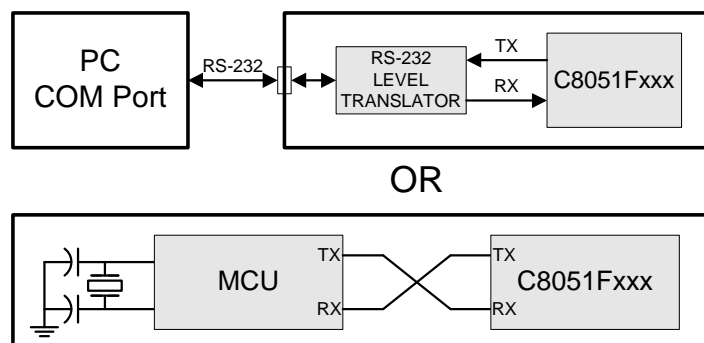 PC
COM Port
RS-232
RS-232
LEVEL
TRANSLATOR
TX
RX
C8051Fxxx
OR
MCU
TX
RX
TX
RX
C8051Fxxx